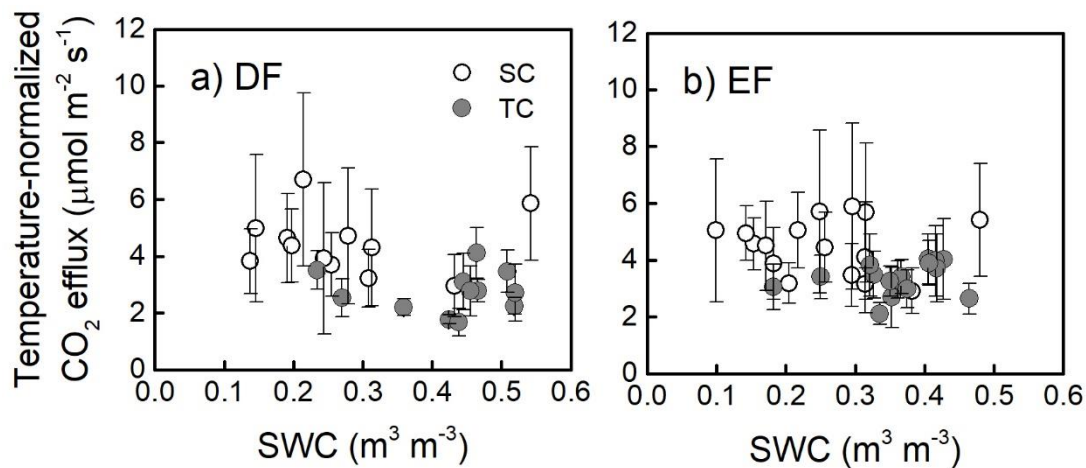 Temperature-normalized
CO₂ efflux (μmol m⁻² s⁻¹)
12
10
8
6
4
2
0
a) DF
SC
TC
0.0 0.1 0.2 0.3 0.4 0.5 0.6
SWC (m³ m⁻³)
12
10
8
6
4
2
0
b) EF
0.0 0.1 0.2 0.3 0.4 0.5 0.6
SWC (m³ m⁻³)